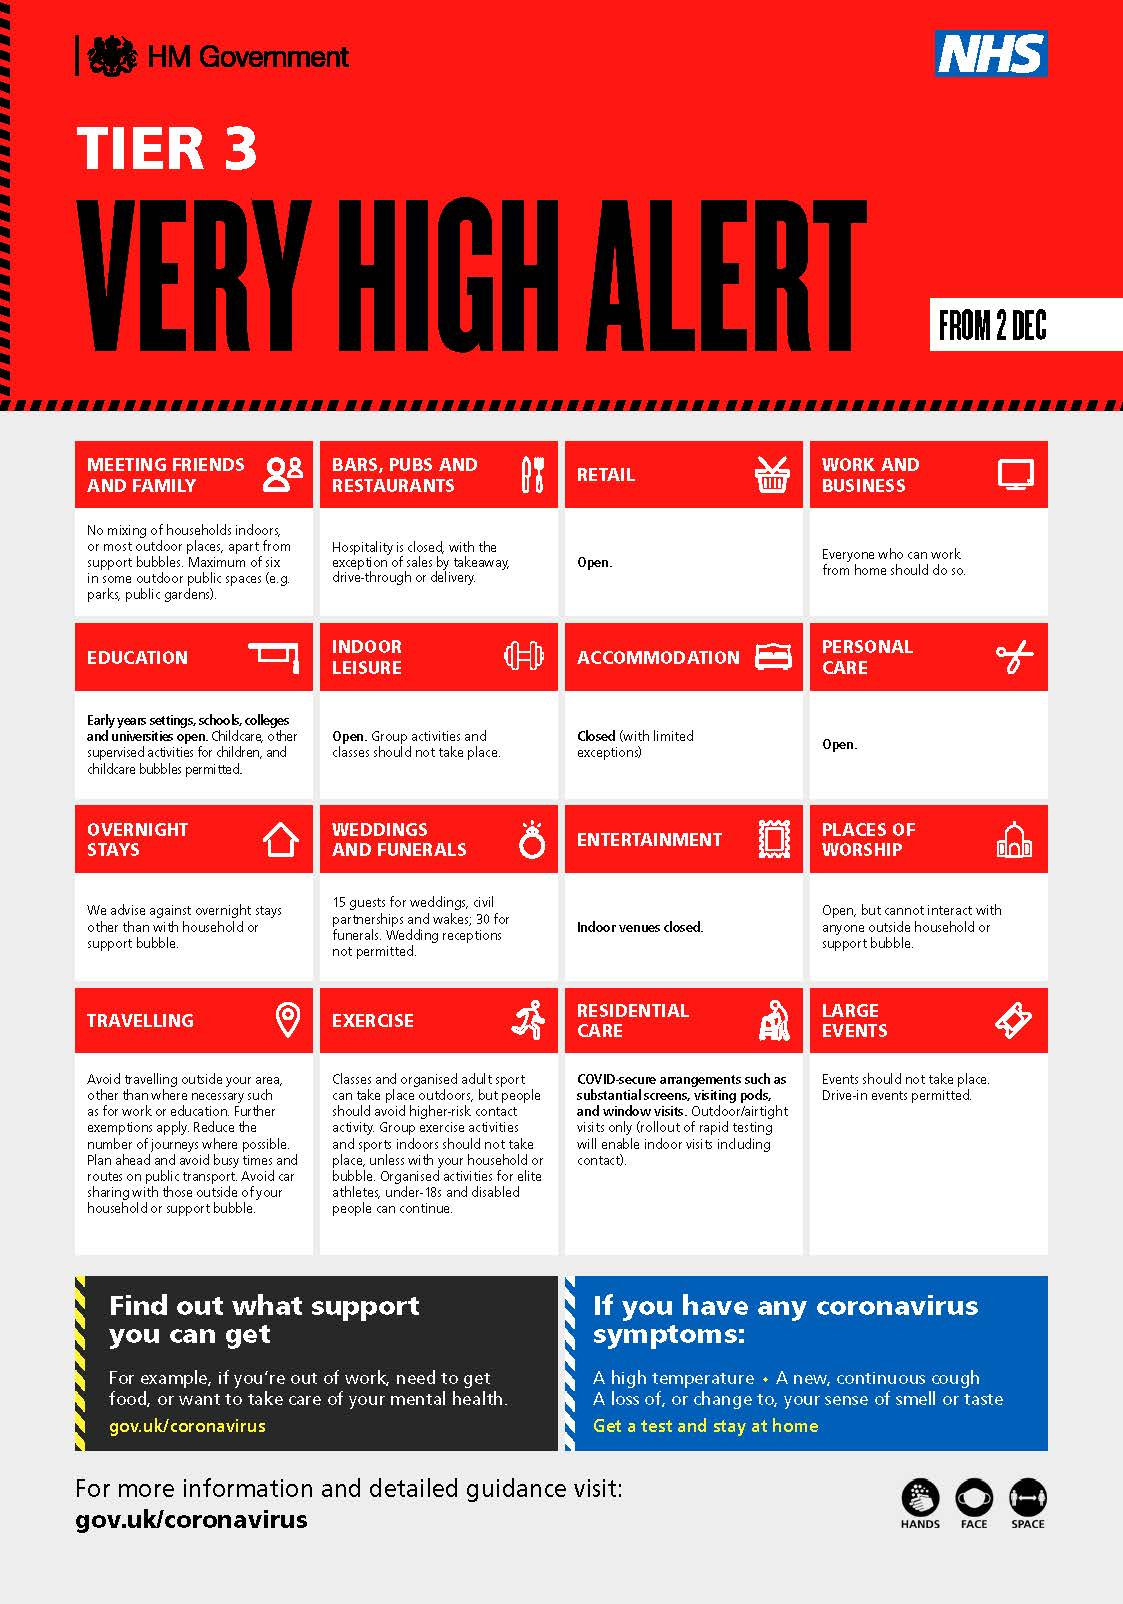 HM Government
NHS
TIER 3
VERY HIGH ALERT
FROM 2 DEC
MEETING FRIENDS
AND FAMILY
No mixing of households indoors,
or most outdoor places, apart from
support bubbles. Maximum of six
in some outdoor public spaces (e.g.
parks, public gardens).
BARS, PUBS AND
RESTAURANTS
Hospitality is closed, with the
exception of sales by takeaway,
drive-through or delivery.
RETAIL
Open.
WORK AND
BUSINESS
Everyone who can work
from home should do so.
EDUCATION
Early years settings, schools, colleges
and universities open. Childcare, other
supervised activities for children, and
childcare bubbles permitted.
INDOOR
LEISURE
Open. Group activities and
classes should not take place.
ACCOMMODATION
Closed (with limited
exceptions)
PERSONAL
CARE
Open.
OVERNIGHT
STAYS
We advise against overnight stays
other than with household or
support bubble.
WEDDINGS
AND FUNERALS
15 guests for weddings, civil
partnerships and wakes; 30 for
funerals. Wedding receptions
not permitted.
ENTERTAINMENT
Indoor venues closed.
PLACES OF
WORSHIP
Open, but cannot interact with
anyone outside household or
support bubble.
TRAVELLING
Avoid travelling outside your area,
other than where necessary such
as for work or education. Further
exemptions apply. Reduce the
number of journeys where possible.
Plan ahead and avoid busy times and
routes on public transport. Avoid car
sharing with those outside of your
household or support bubble.
EXERCISE
Classes and organised adult sport
can take place outdoors, but people
should avoid higher-risk contact
activity. Group exercise activities
and sports indoors should not take
place, unless with your household or
bubble. Organised activities for elite
athletes, under-18s and disabled
people can continue.
RESIDENTIAL
CARE
COVID-secure arrangements such as
substantial screens, visiting pods,
and window visits. Outdoor/airtight
visits only (rollout of rapid testing
will enable indoor visits including
contact).
LARGE
EVENTS
Events should not take place.
Drive-in events permitted.
Find out what support
you can get
For example, if you're out of work, need to get
food, or want to take care of your mental health.
gov.uk/coronavirus
If you have any coronavirus
symptoms:
A high temperature • A new, continuous cough
A loss of, or change to, your sense of smell or taste
Get a test and stay at home
For more information and detailed guidance visit:
gov.uk/coronavirus
HANDS FACE SPACE